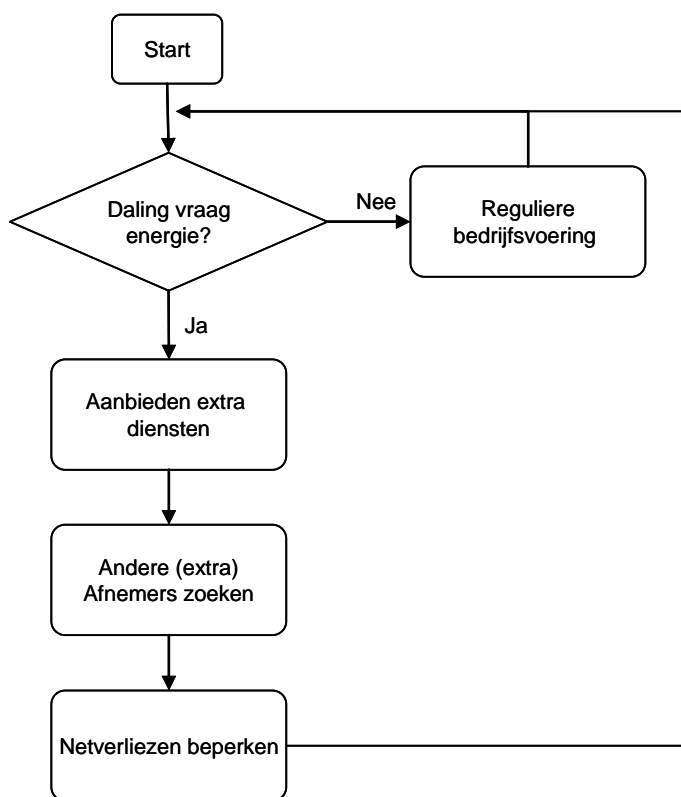 Start
Daling vraag
energie?
Nee
Reguliere
bedrijfsvoering
Ja
Aanbieden extra
diensten
Andere (extra)
Afnemers zoeken
Netverliezen beperken